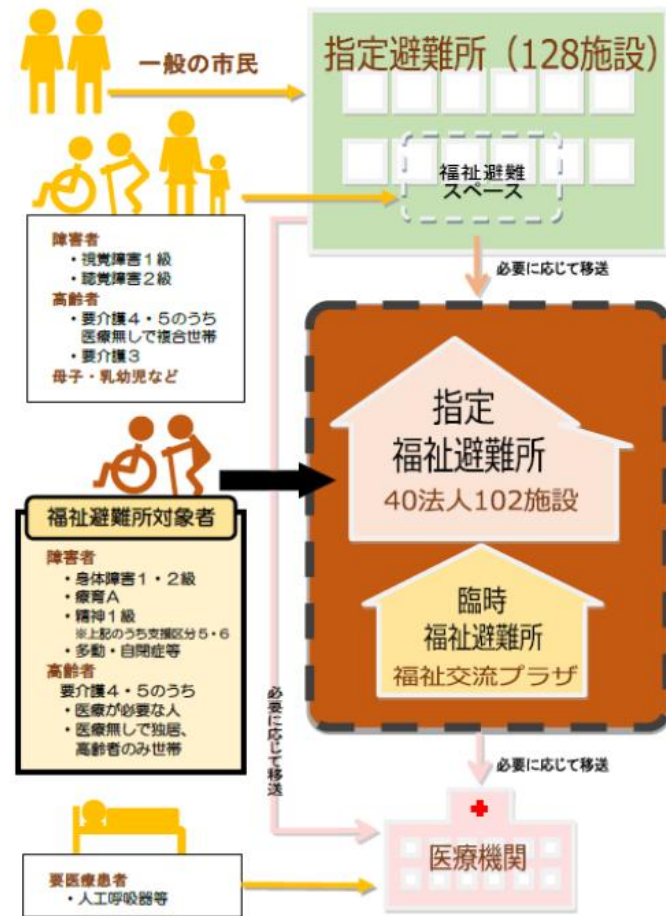 一般の市民
指定避難所（128施設）
福祉避難
スペース
障害者
・視覚障害1級
・聴覚障害2級
高齢者
・要介護4・5のうち
医療無しで複合世帯
・要介護3
母子・乳幼児など
必要に応じて移送
指定
福祉避難所
40法人102施設
福祉避難所対象者
障害者
・身体障害1・2級
・療育A
・精神1級
※上記のうち支援区分5・6
・多動・自閉症等
高齢者
要介護4・5のうち
・医療が必要な人
・医療無しで独居、
高齢者のみ世帯
臨時
福祉避難所
福祉交流プラザ
必要に応じて移送
必要に応じて移送
医療機関
要医療患者
・人工呼吸器等